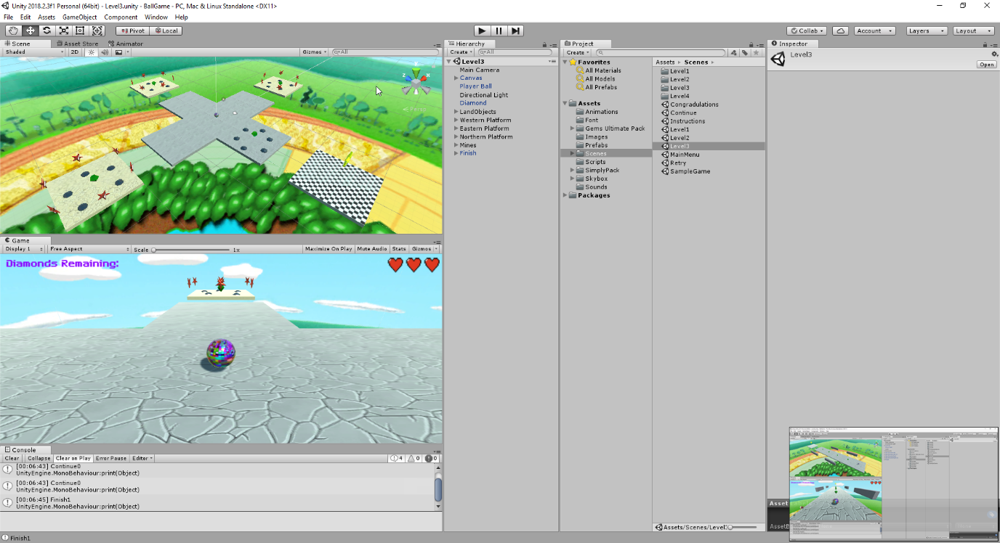 Unity 2018.2.3f1 Personal (64bit) - Level3.unity - BallGame - PC, Mac & Linux Standalone <DX11>
File Edit Assets GameObject Component Window Help
Pivot Local Collab Account Layers Layout
Scene Asset Store Animator
Shaded 2D Gizmos All
z x
Persp
Game
Display 1 Free Aspect Scale 1x Maximize On Play Mute Audio Stats Gizmos
Diamonds Remaining:
Console
Clear Collapse Clear on Play Error Pause Editor 4 0 0
[00:06:43] Continue0
UnityEngine.MonoBehaviour:print(Object)
[00:06:43] Continue0
UnityEngine.MonoBehaviour:print(Object)
[00:06:45] Finish1
UnityEngine.MonoBehaviour:print(Object)
Finish1
Hierarchy
Create All
Level3
Main Camera
Canvas
Player Ball
Directional Light
Diamond
LandObjects
Western Platform
Eastern Platform
Northern Platform
Mines
Finish
Project
Create
Favorites
All Materials
All Models
All Prefabs
Assets
Animations
Font
Gems Ultimate Pack
Images
Prefabs
Scenes
Scripts
SimplyPack
Skybox
Sounds
Packages
Assets Scenes
Level1
Level2
Level3
Level4
Congradulations
Continue
Instructions
Level1
Level2
Level3
MainMenu
Retry
SampleGame
Assets/Scenes/Level
Inspector
Level3
Open
Asset
AssetB